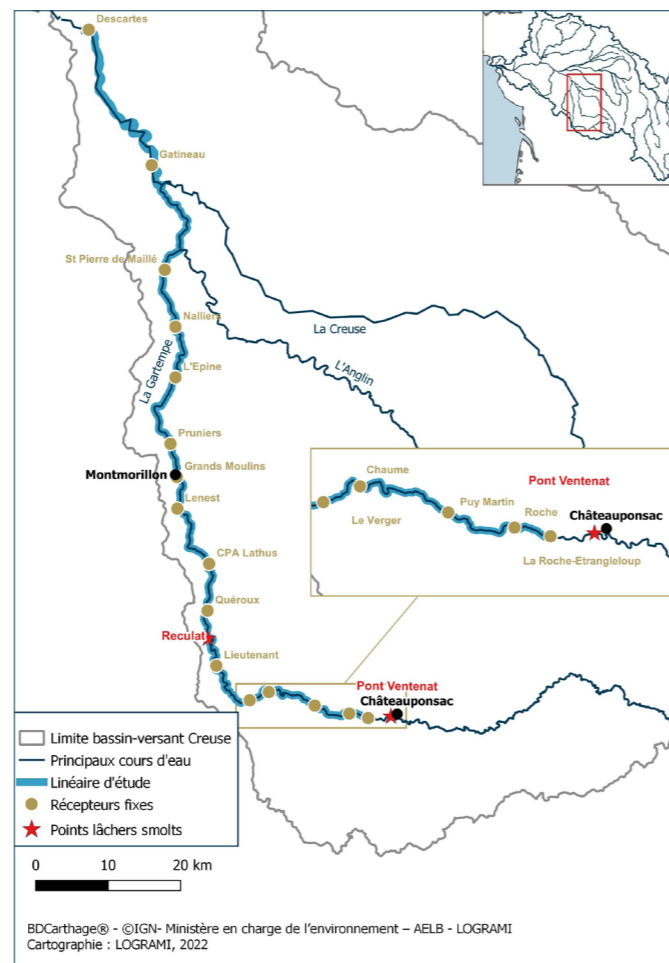 Descartes
Gatineau
St Pierre de Maillé
Nalliers
La Creuse
La Gartempe
L'Epine
L'Anglin
Pruniers
Montmorillon
Grands Moulins
Lenest
Chaume
Pont Ventenat
Puy Martin
Le Verger
Roche
Châteauponsac
La Roche-Etrangleloup
CPA Lathus
Quéroux
Reculat
Lieutenant
Pont Ventenat
Châteauponsac
Limite bassin-versant Creuse
Principaux cours d'eau
Linéaire d'étude
Récepteurs fixes
Points lâchers smolts
0 10 20 km
BDCarthage® - ©IGN- Ministère en charge de l'environnement – AELB - LOGRAMI
Cartographie : LOGRAMI, 2022